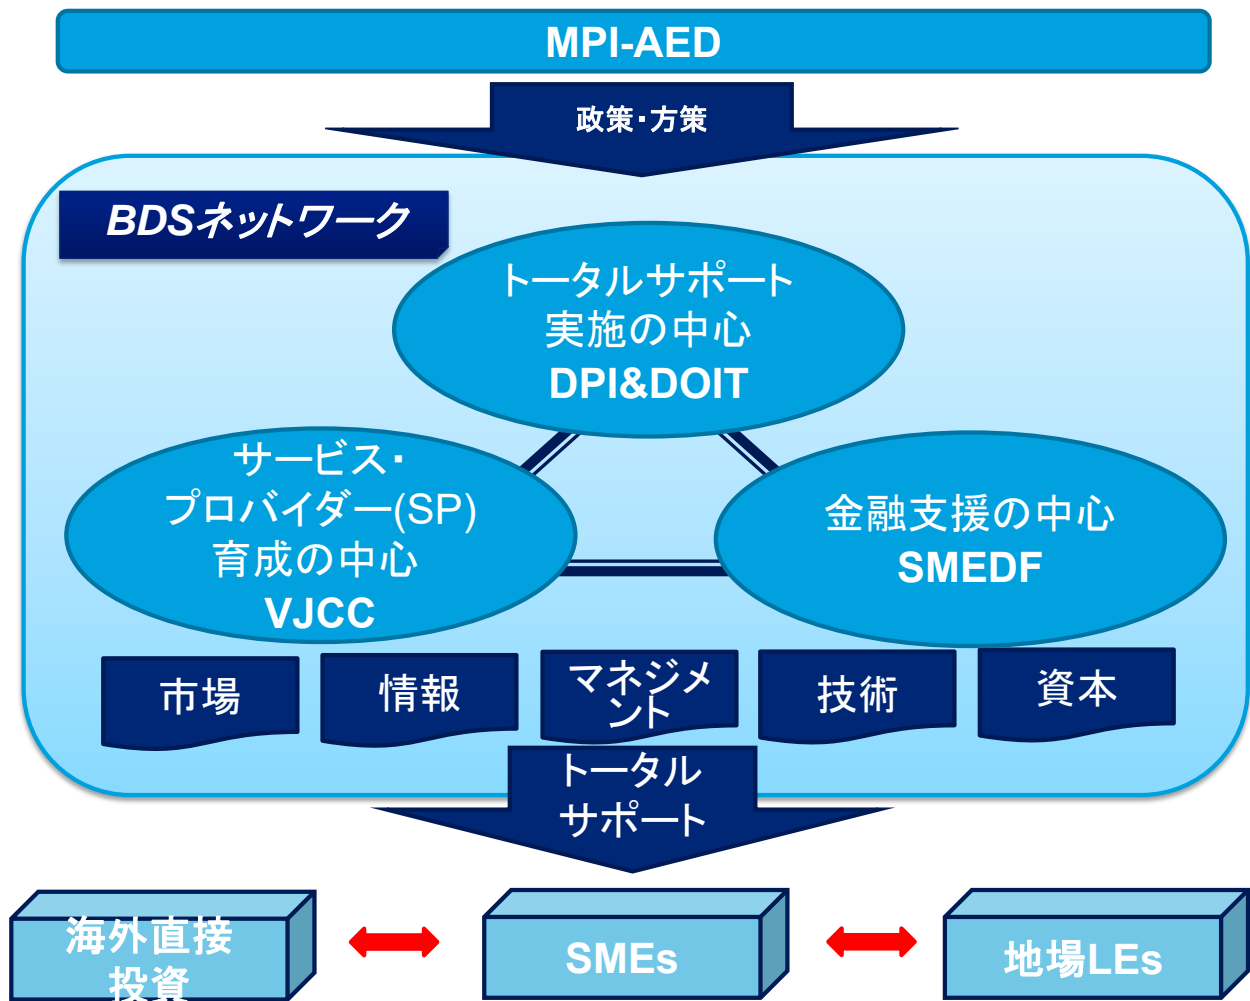 MPI-AED
政策・方策
BDSネットワーク
トータルサポート
実施の中心
DPI&DOIT
サービス・
プロバイダー(SP)
育成の中心
VJCC
金融支援の中心
SMEDF
市場
情報
マネジメ
ント
技術
資本
トータル
サポート
海外直接
投資
SMEs
地場LEs